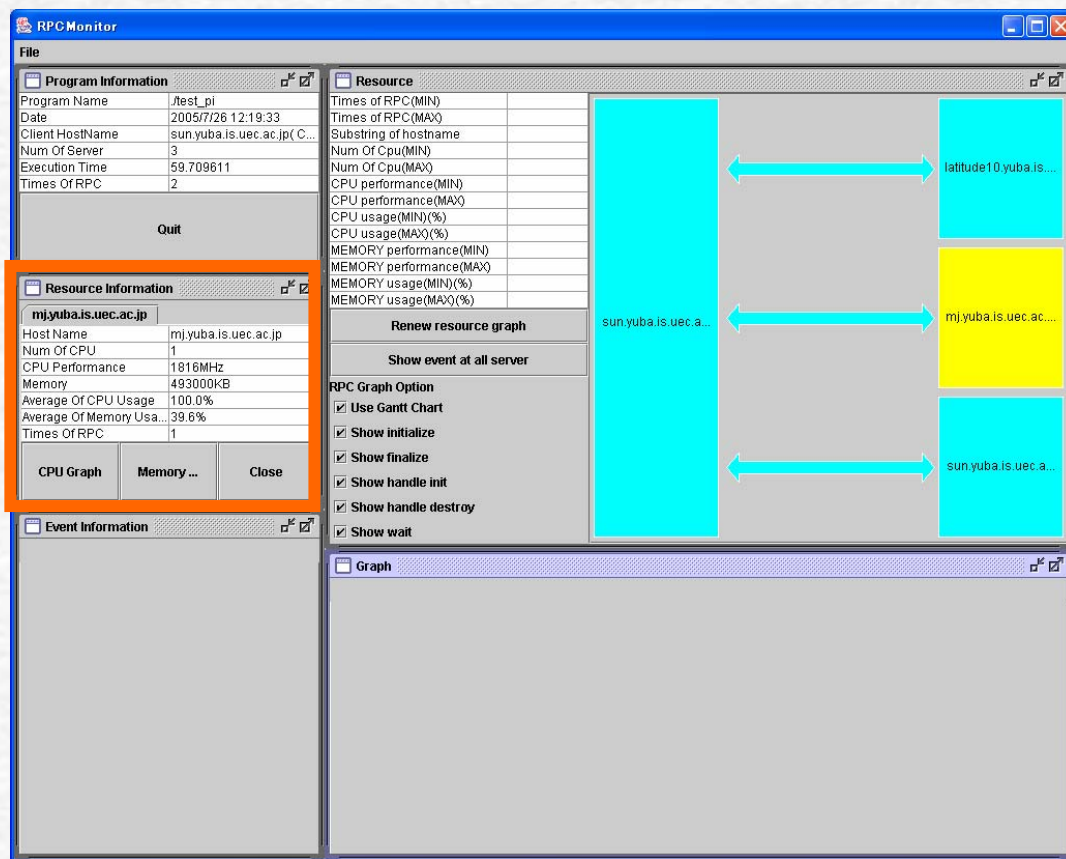 RPCMonitor
File
Program Information
Program Name ./test_pi
Date 2005/7/26 12:19:33
Client HostName sun.yuba.is.uec.ac.jp( C...
Num Of Server 3
Execution Time 59.709611
Times Of RPC 2
Quit
Resource Information
mj.yuba.is.uec.ac.jp
Host Name mj.yuba.is.uec.ac.jp
Num Of CPU 1
CPU Performance 1816MHz
Memory 493000KB
Average Of CPU Usage 100.0%
Average Of Memory Usa... 39.6%
Times Of RPC 1
CPU Graph Memory ... Close
Event Information
Resource
Times of RPC(MIN)
Times of RPC(MAX)
Substring of hostname
Num Of Cpu(MIN)
Num Of Cpu(MAX)
CPU performance(MIN)
CPU performance(MAX)
CPU usage(MIN)(%)
CPU usage(MAX)(%)
MEMORY performance(MIN)
MEMORY performance(MAX)
MEMORY usage(MIN)(%)
MEMORY usage(MAX)(%)
Renew resource graph
Show event at all server
RPC Graph Option
Use Gantt Chart
Show initialize
Show finalize
Show handle init
Show handle destroy
Show wait
sun.yuba.is.uec.a...
latitude10.yuba.is....
mj.yuba.is.uec.ac....
sun.yuba.is.uec.a...
Graph